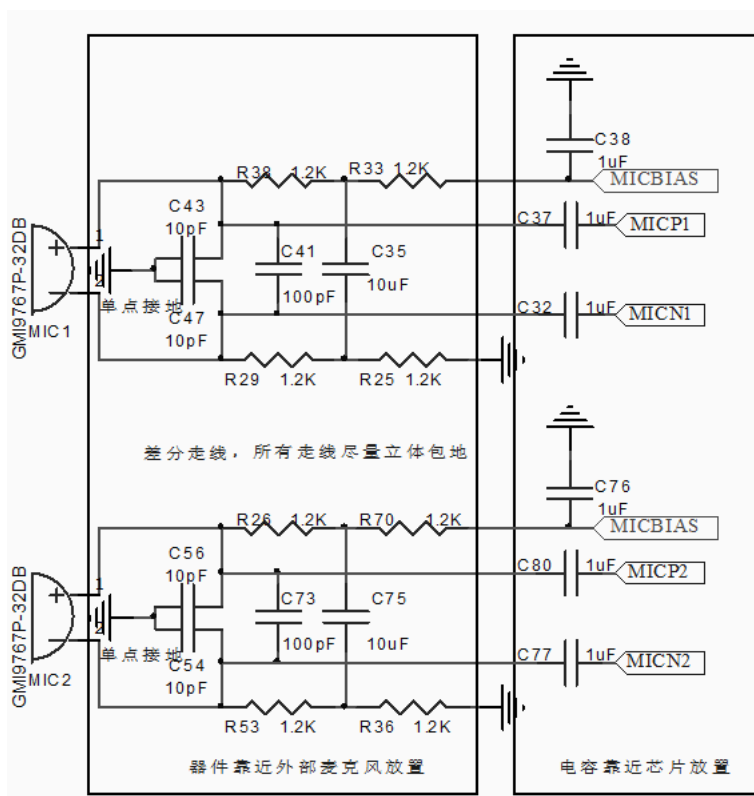 C38
1uF
R38 1.2K R33 1.2K
MICBIAS
C43
10pF
C37 1uF MICP1
GMI9767P-32DB
1
2
C41
100pF
C35
10uF
单点接地
MIC1
C47
10pF
C32 1uF MICN1
R29 1.2K R25 1.2K
差分走线，所有走线尽量立体包地
C76
1uF
R26 1.2K R70 1.2K
MICBIAS
C56
10pF
C80 1uF MICP2
GMI9767P-32DB
1
2
C73
100pF
C75
10uF
单点接地
MIC2
C54
10pF
C77 1uF MICN2
R53 1.2K R36 1.2K
器件靠近外部麦克风放置
电容靠近芯片放置